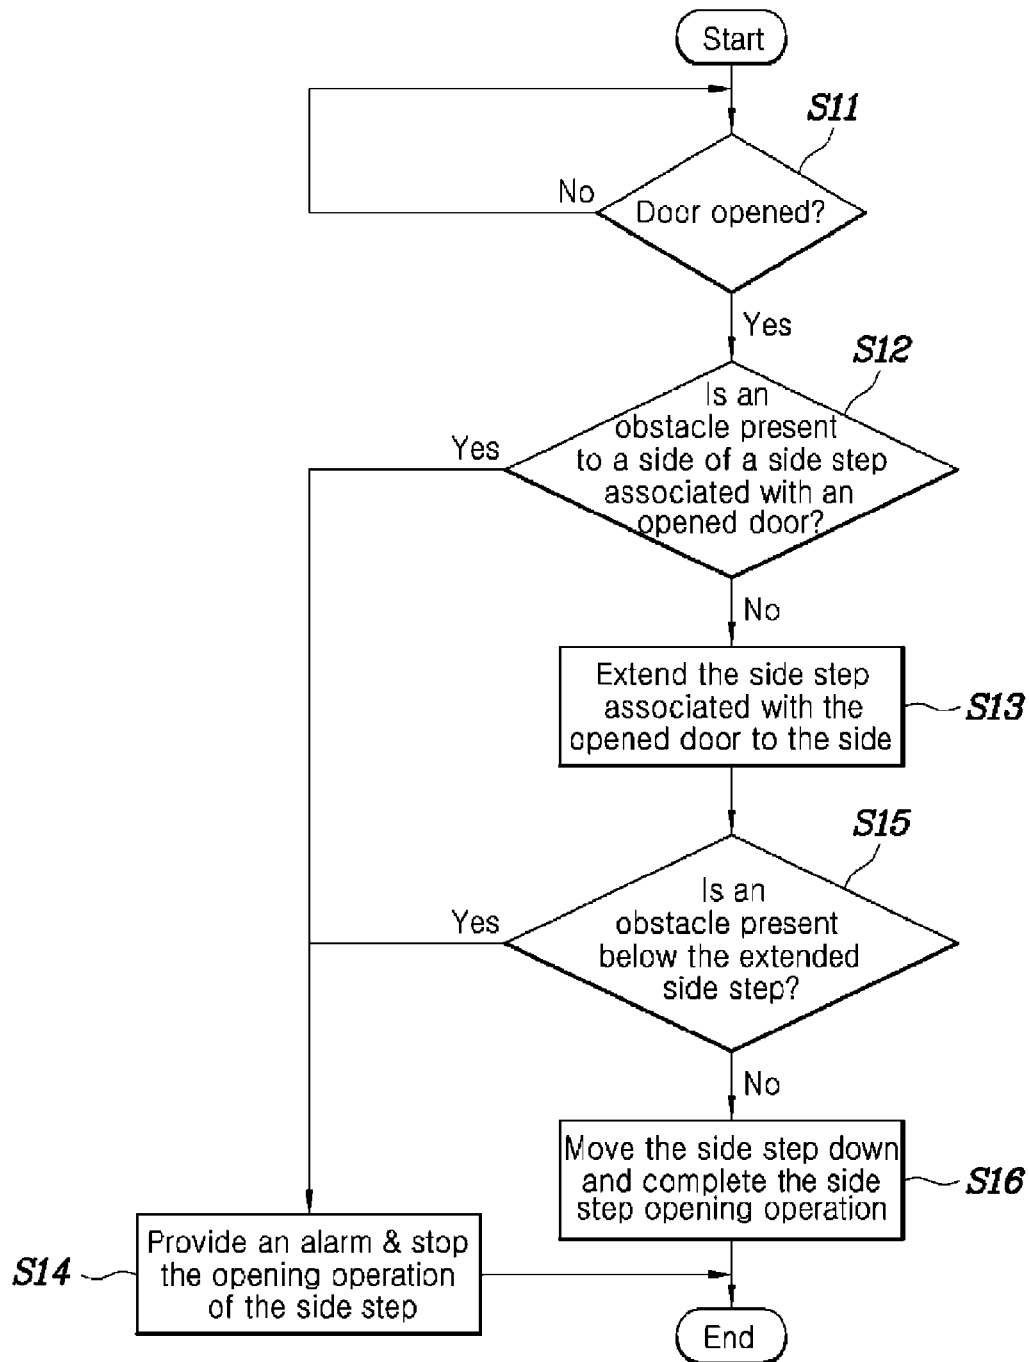 Start
S11
No
Door opened?
Yes
S12
Yes
Is an
obstacle present
to a side of a side step
associated with an
opened door?
No
Extend the side step
associated with the
opened door to the side
S13
S15
Yes
Is an
obstacle present
below the extended
side step?
No
Move the side step down
and complete the side
step opening operation
S16
S14
Provide an alarm & stop
the opening operation
of the side step
End